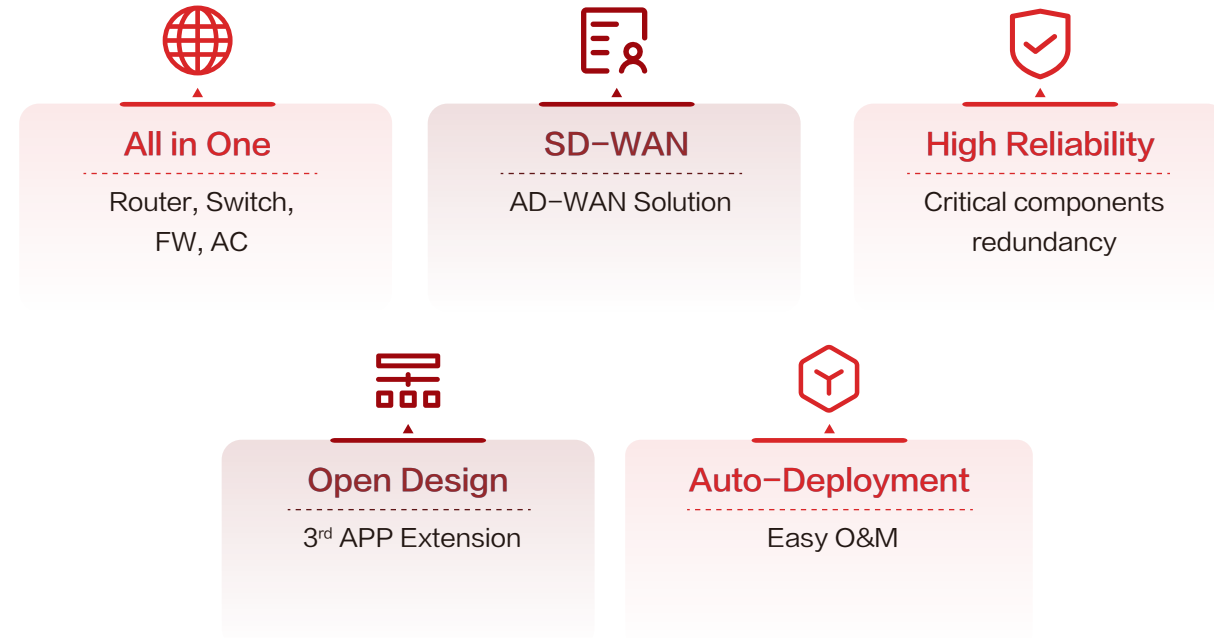 All in One
Router, Switch,
FW, AC
SD-WAN
AD-WAN Solution
High Reliability
Critical components
redundancy
Open Design
3rd APP Extension
Auto-Deployment
Easy O&M